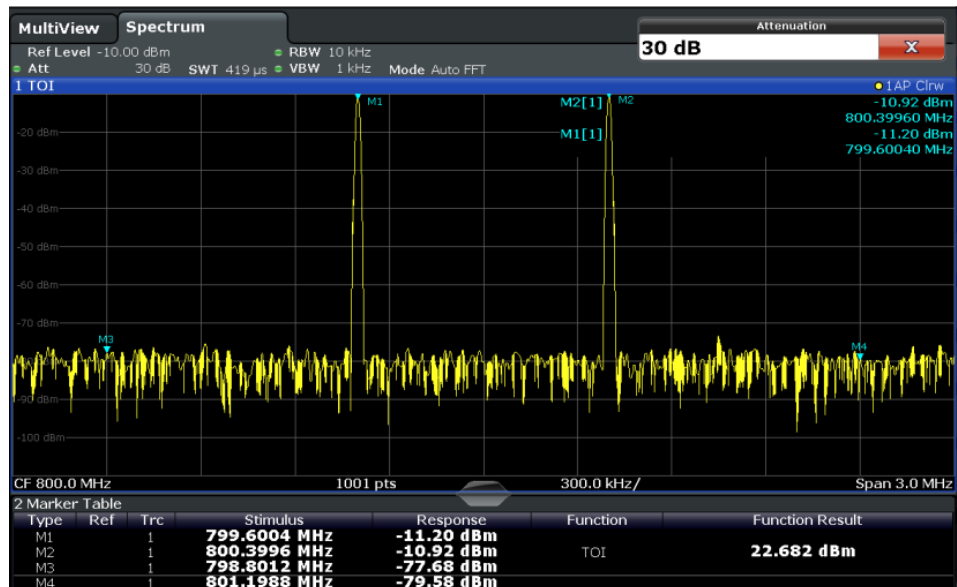 MultiView Spectrum
Attenuation
30 dB X
Ref Level -10.00 dBm RBW 10 kHz
Att 30 dB SWT 419 µs VBW 1 kHz Mode Auto FFT
1 TOI 1AP Clrw
M1 M2[1] M2 -10.92 dBm
800.39960 MHz
-20 dBm M1[1] -11.20 dBm
799.60040 MHz
-30 dBm
-40 dBm
-50 dBm
-60 dBm
-70 dBm
M3 M4
-90 dBm
-100 dBm
CF 800.0 MHz 1001 pts 300.0 kHz/ Span 3.0 MHz
2 Marker Table
Type Ref Trc Stimulus Response Function Function Result
M1 1 799.6004 MHz -11.20 dBm
M2 1 800.3996 MHz -10.92 dBm TOI 22.682 dBm
M3 1 798.8012 MHz -77.68 dBm
M4 1 801.1988 MHz -79.58 dBm